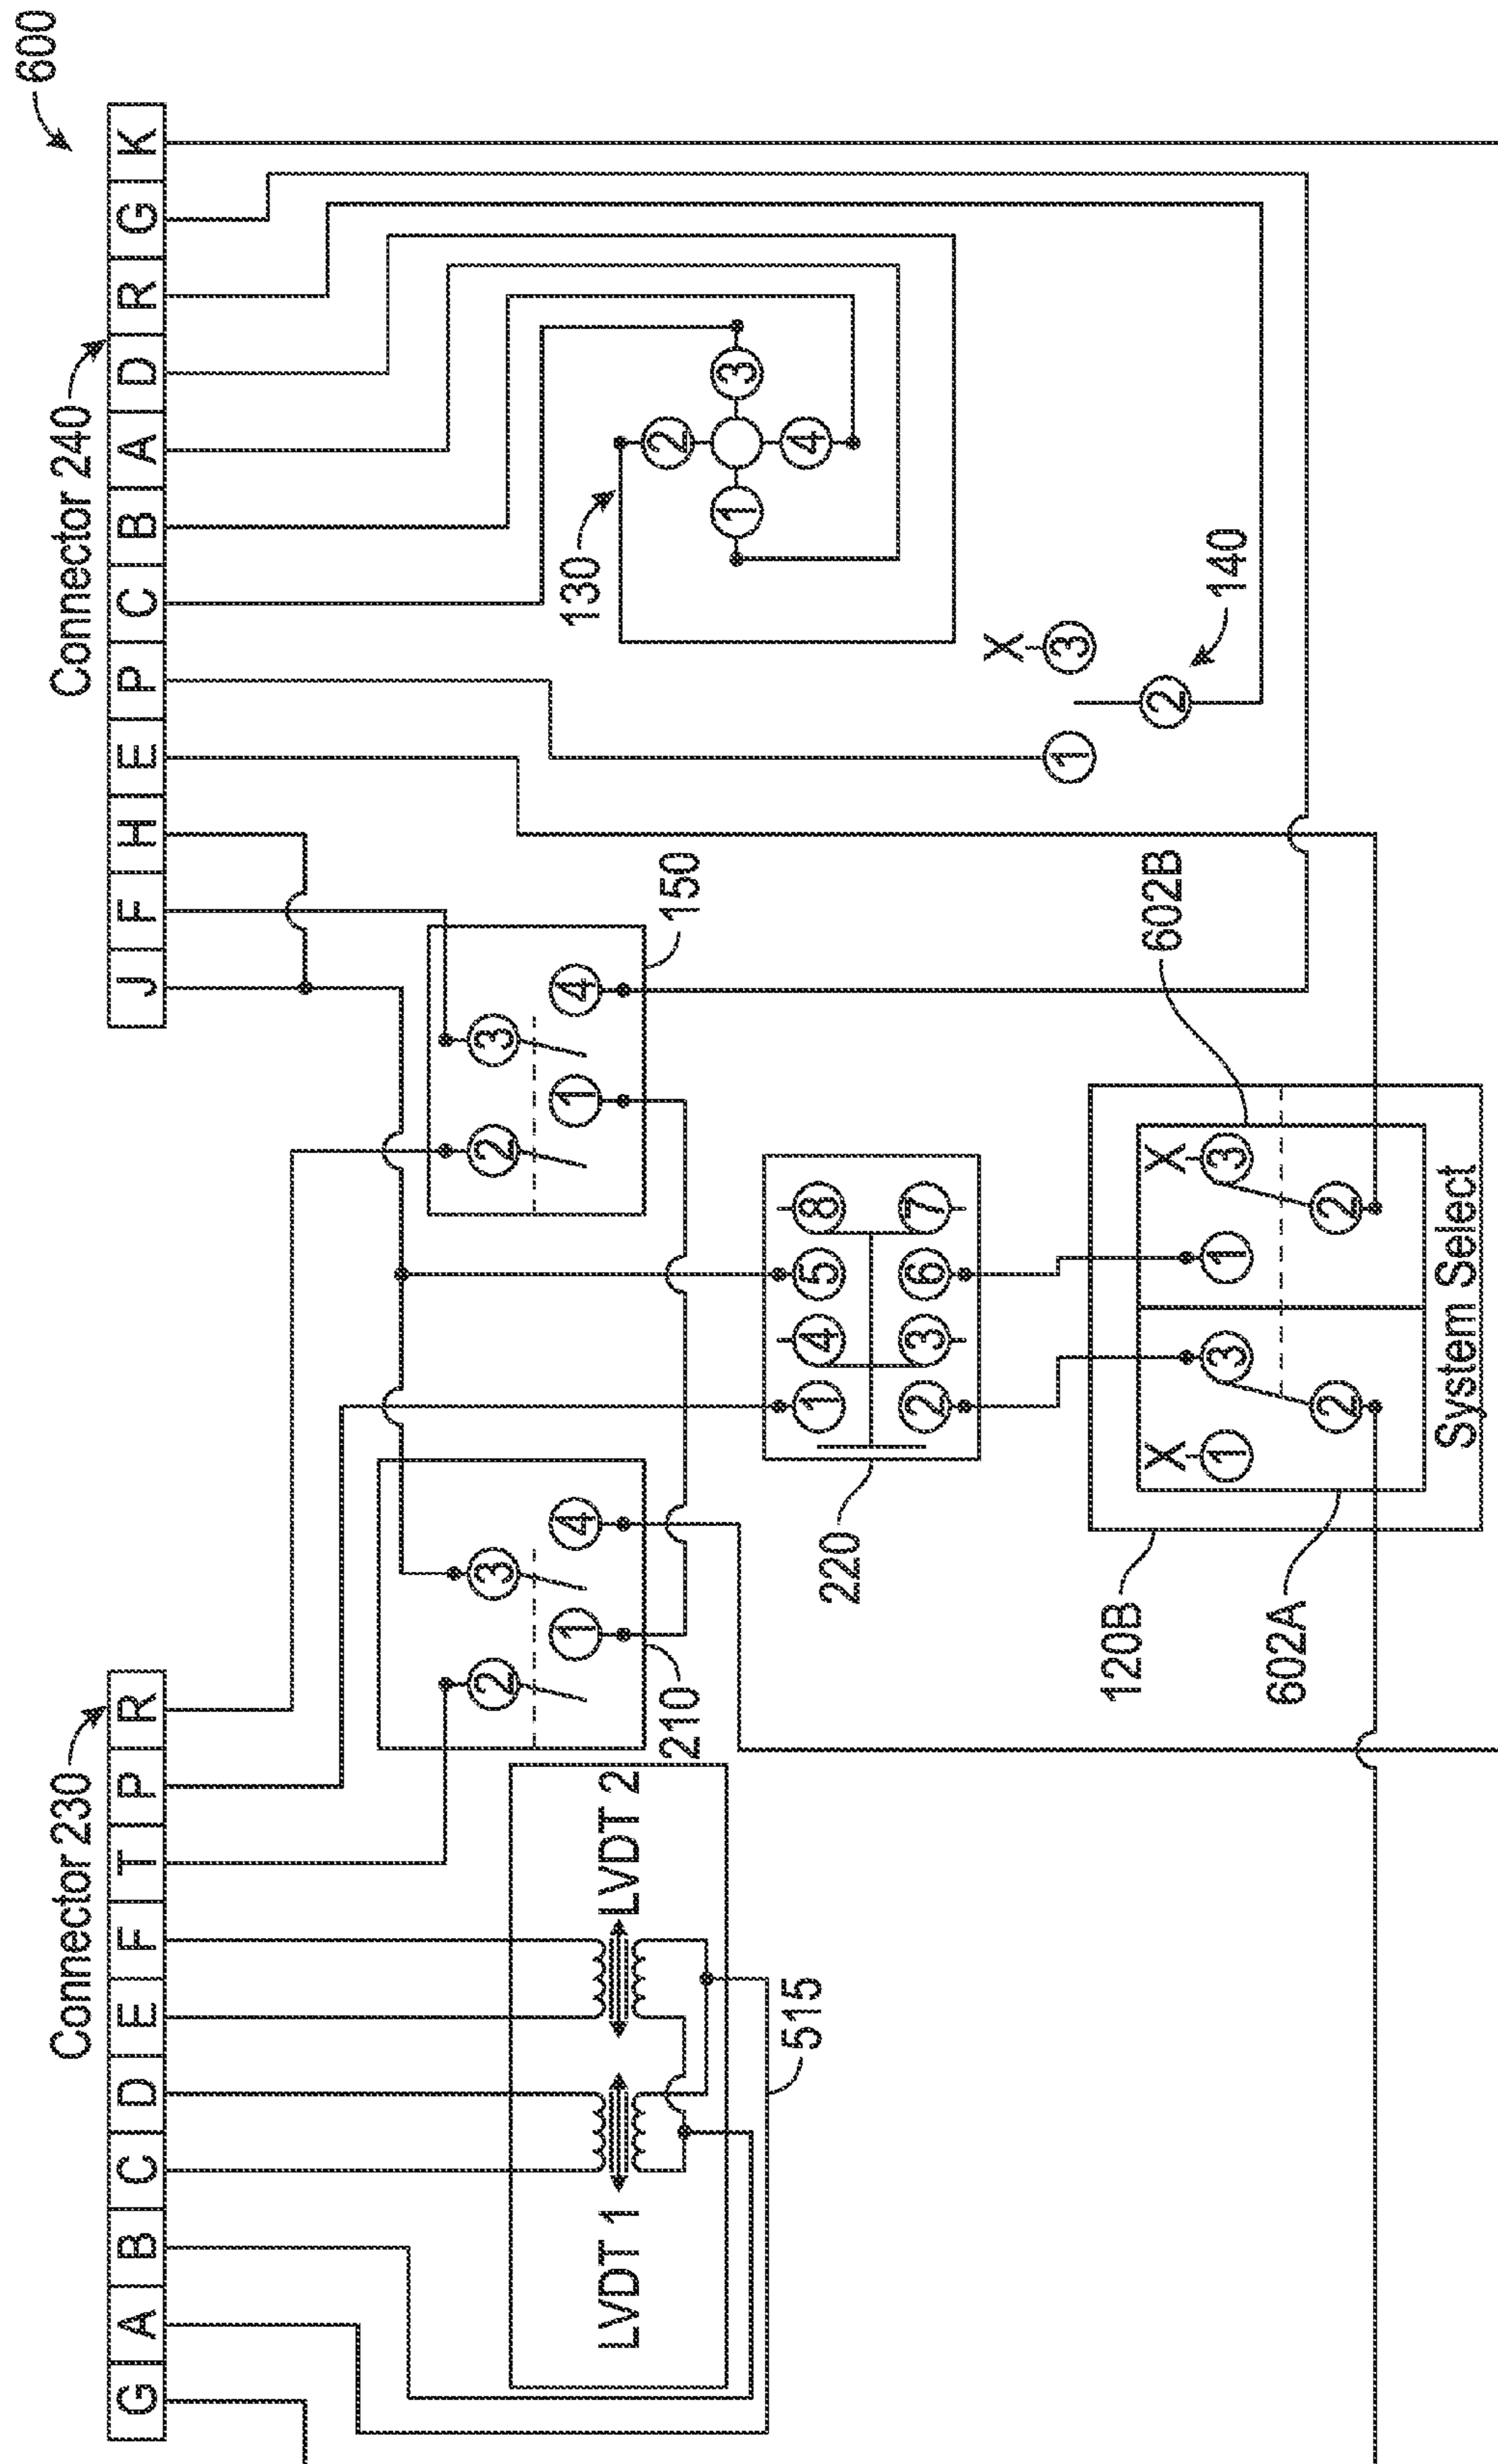 600
Connector 230
Connector 240
G A B C D E F T P R
J F H E P C B A D R G K
LVDT 1
LVDT 2
515
2
3
1
4
210
2
3
1
4
150
130
2
1
3
4
1
X
3
2
140
1
4
5
8
2
3
6
7
220
X
1
3
2
1
X
3
2
System Select
120B
602A
602B